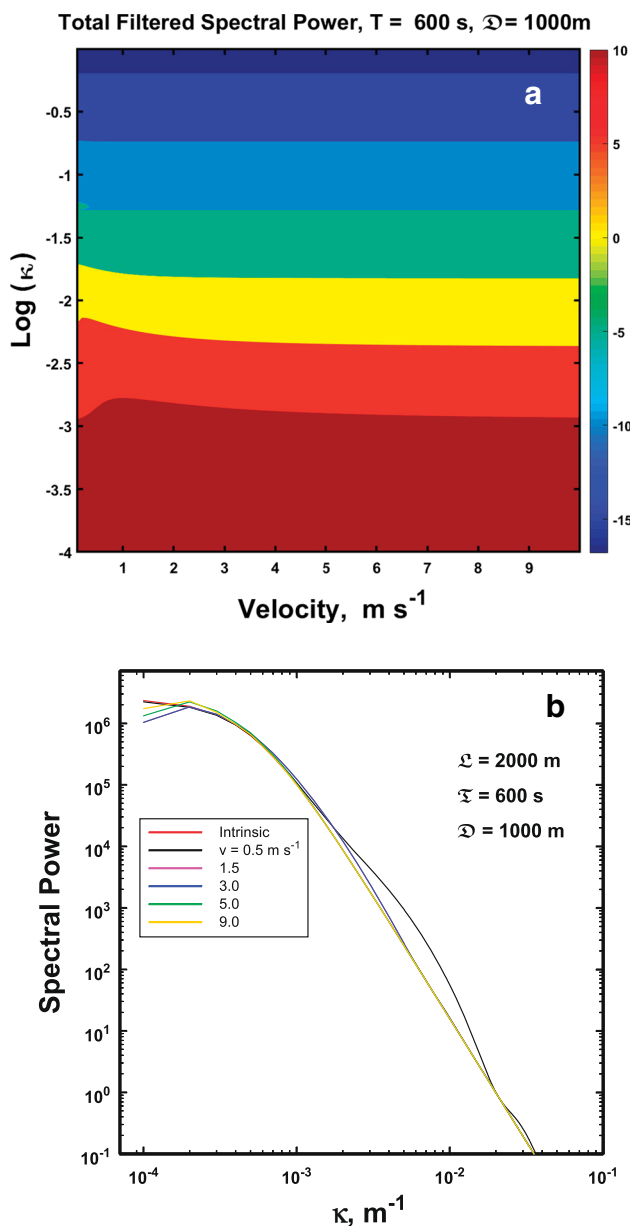 Total Filtered Spectral Power, T = 600 s, 𝔇 = 1000m
a
10
5
0
-5
-10
-15
-0.5
-1
-1.5
-2
-2.5
-3
-3.5
-4
Log (κ)
1 2 3 4 5 6 7 8 9
Velocity, m s⁻¹
b
𝔏 = 2000 m
𝔗 = 600 s
𝔇 = 1000 m
Intrinsic
v = 0.5 m s⁻¹
1.5
3.0
5.0
9.0
10⁶
10⁵
10⁴
10³
10²
10¹
10⁰
10⁻¹
Spectral Power
10⁻⁴ 10⁻³ 10⁻² 10⁻¹
κ, m⁻¹